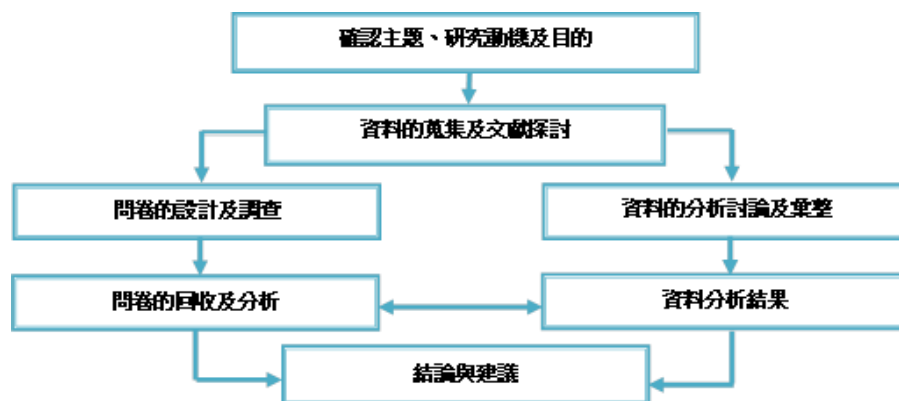 確認主題、研究動機及目的
資料的蒐集及文獻探討
問卷的設計及調查
資料的分析討論及彙整
問卷的回收及分析
資料分析結果
結論與建議